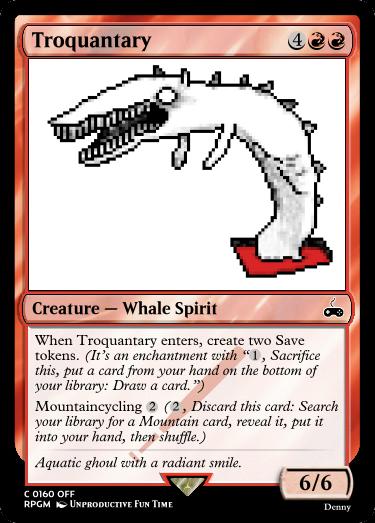 Troquantary 4
Creature — Whale Spirit
When Troquantary enters, create two Save
tokens. (It's an enchantment with "1, Sacrifice
this, put a card from your hand on the bottom of
your library: Draw a card.")
Mountaincycling 2 (2, Discard this card: Search
your library for a Mountain card, reveal it, put it
into your hand, then shuffle.)
Aquatic ghoul with a radiant smile.
6/6
C 0160 OFF
RPGM Unproductive Fun Time
Denny